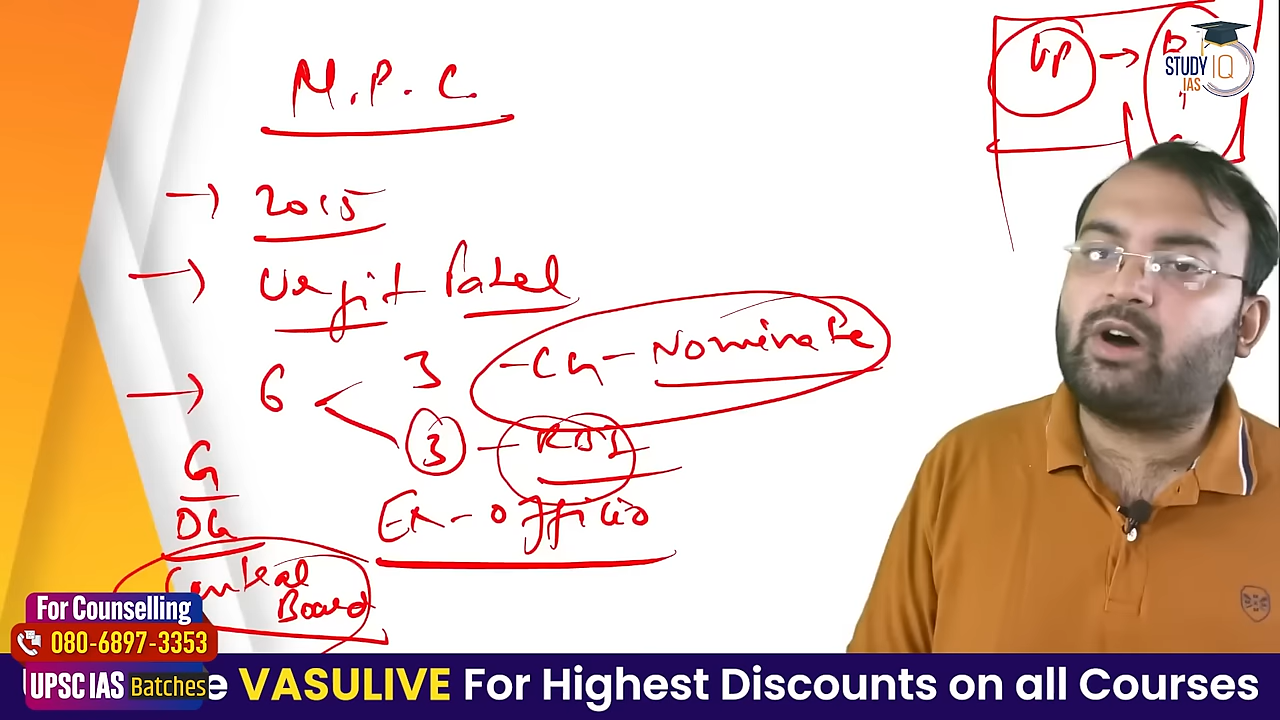 M.P.C.
UP →
STUDY IQ
IAS
→ 2015
→ Urjit Patel
→ 6 < 3 - CG - Nominate
3 - RBI
G
DG
Ex-officio
Central
Board
For Counselling
080-6897-3353
UPSC IAS Batches
e VASULIVE For Highest Discounts on all Courses